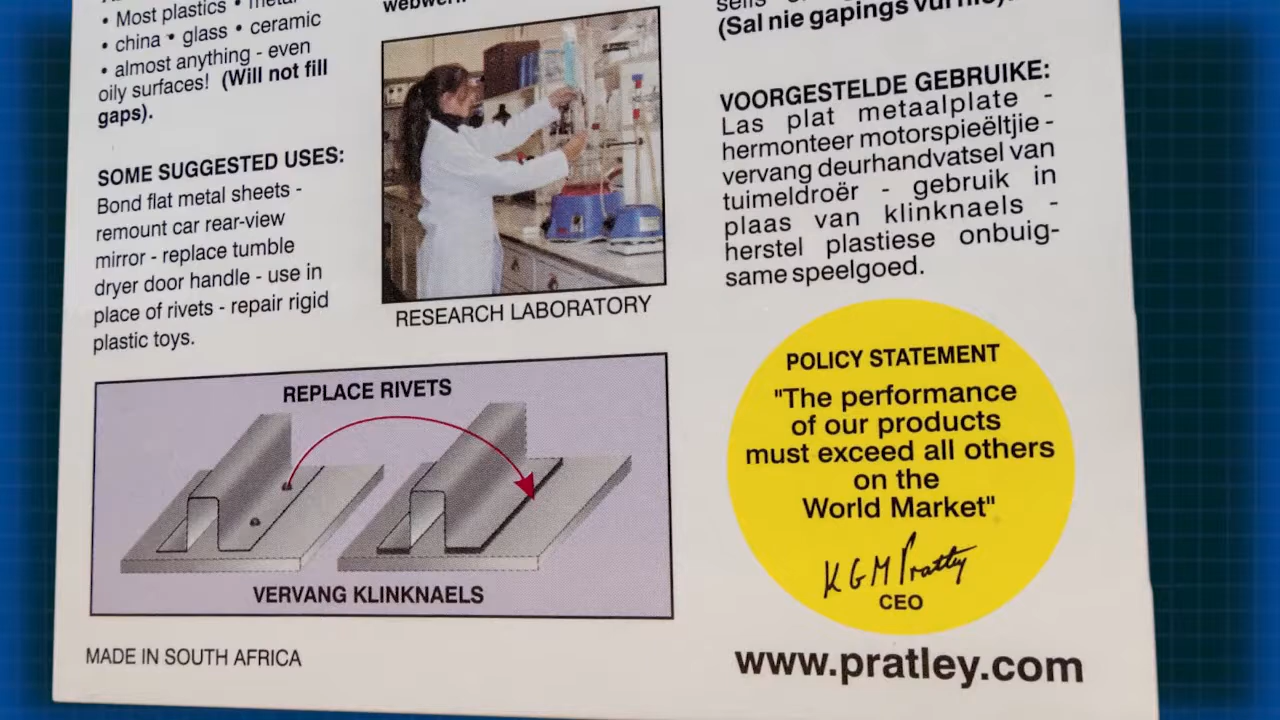 • Most plastics • metal
• china • glass • ceramic
• almost anything - even
oily surfaces! (Will not fill
gaps).
SOME SUGGESTED USES:
Bond flat metal sheets -
remount car rear-view
mirror - replace tumble
dryer door handle - use in
place of rivets - repair rigid
plastic toys.
RESEARCH LABORATORY
(Sal nie gapings vul nie).
VOORGESTELDE GEBRUIKE:
Las plat metaalplate -
hermonteer motorspieëltjie -
vervang deurhandvatsel van
tuimeldroër - gebruik in
plaas van klinknaels -
herstel plastiese onbuig-
same speelgoed.
REPLACE RIVETS
VERVANG KLINKNAELS
POLICY STATEMENT
"The performance
of our products
must exceed all others
on the
World Market"
K G M Pratley
CEO
MADE IN SOUTH AFRICA
www.pratley.com